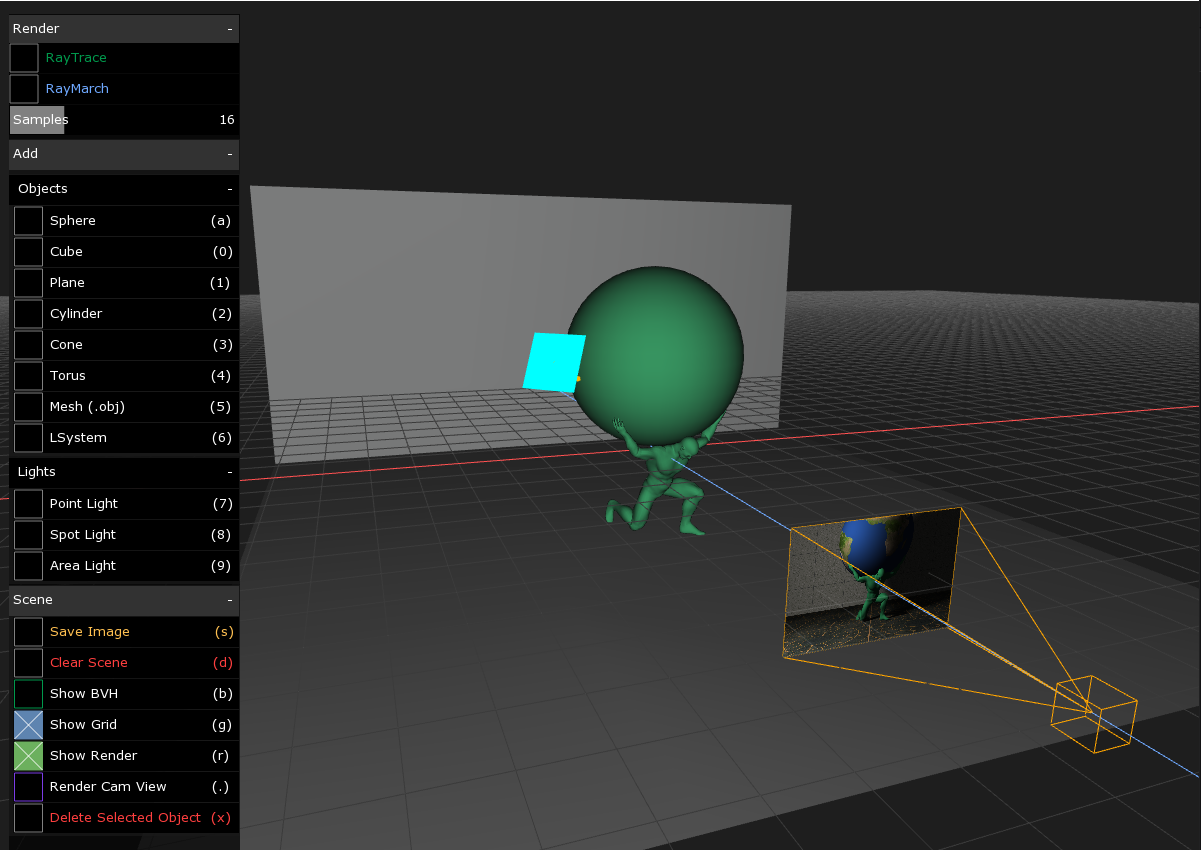 Render -
RayTrace
RayMarch
Samples 16
Add -
Objects -
Sphere (a)
Cube (0)
Plane (1)
Cylinder (2)
Cone (3)
Torus (4)
Mesh (.obj) (5)
LSystem (6)
Lights -
Point Light (7)
Spot Light (8)
Area Light (9)
Scene -
Save Image (s)
Clear Scene (d)
Show BVH (b)
Show Grid (g)
Show Render (r)
Render Cam View (.)
Delete Selected Object (x)